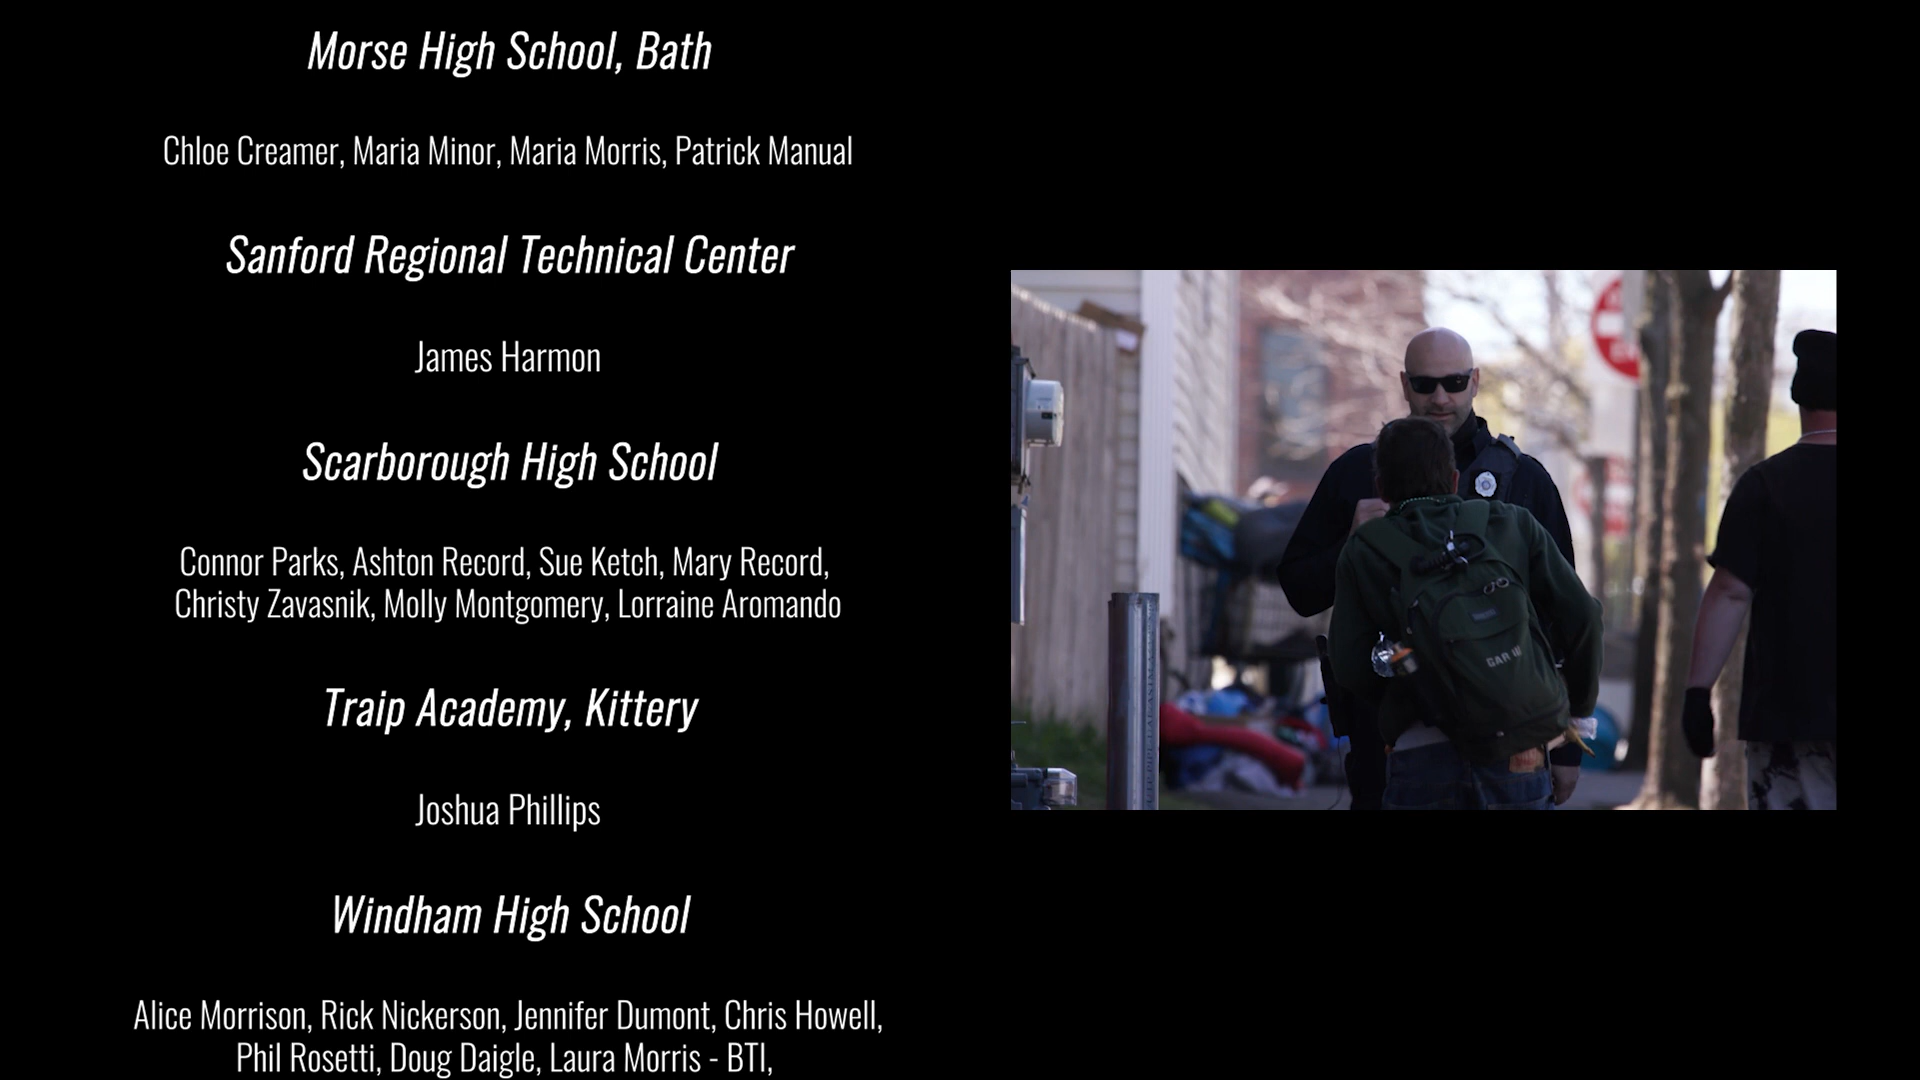 Morse High School, Bath
Chloe Creamer, Maria Minor, Maria Morris, Patrick Manual
Sanford Regional Technical Center
James Harmon
Scarborough High School
Connor Parks, Ashton Record, Sue Ketch, Mary Record,
Christy Zavasnik, Molly Montgomery, Lorraine Aromando
Traip Academy, Kittery
Joshua Phillips
Windham High School
Alice Morrison, Rick Nickerson, Jennifer Dumont, Chris Howell,
Phil Rosetti, Doug Daigle, Laura Morris - BTI,